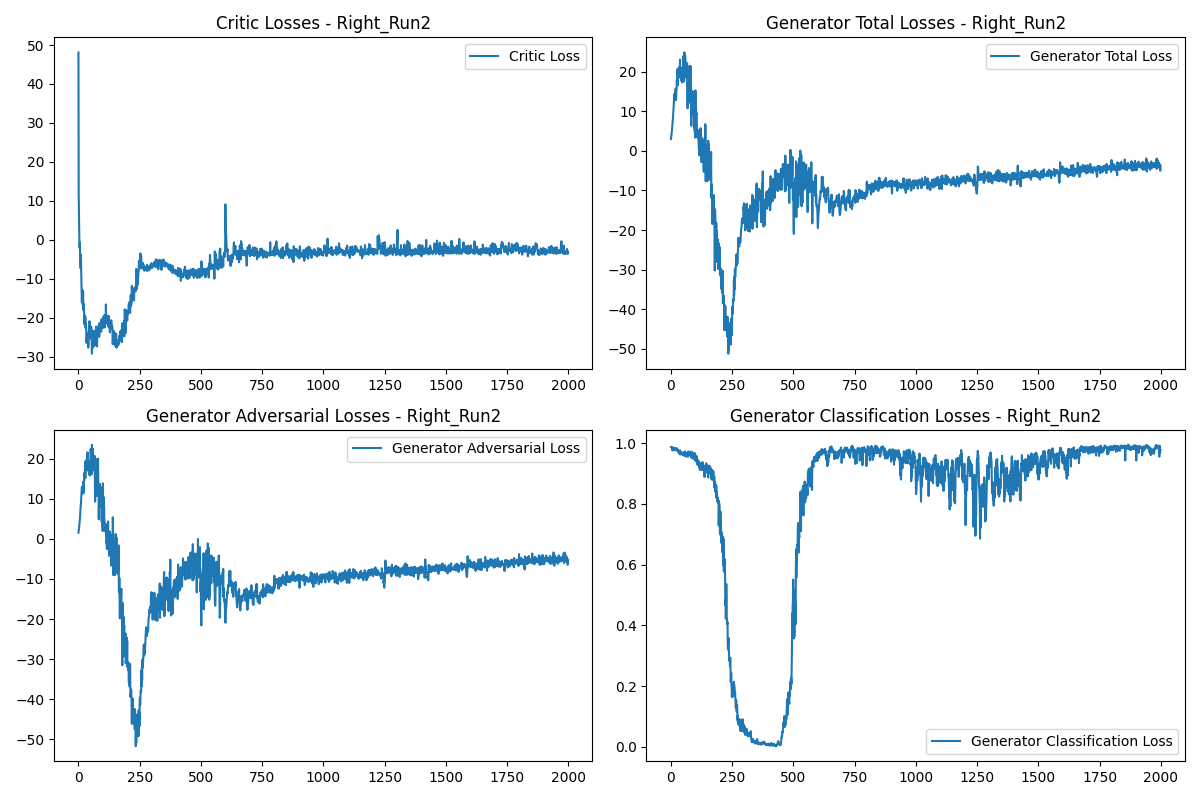 Critic Losses - Right_Run2
Critic Loss
50
40
30
20
10
0
−10
−20
−30
0 250 500 750 1000 1250 1500 1750 2000
Generator Total Losses - Right_Run2
Generator Total Loss
20
10
0
−10
−20
−30
−40
−50
0 250 500 750 1000 1250 1500 1750 2000
Generator Adversarial Losses - Right_Run2
Generator Adversarial Loss
20
10
0
−10
−20
−30
−40
−50
0 250 500 750 1000 1250 1500 1750 2000
Generator Classification Losses - Right_Run2
1.0
0.8
0.6
0.4
0.2
0.0
Generator Classification Loss
0 250 500 750 1000 1250 1500 1750 2000